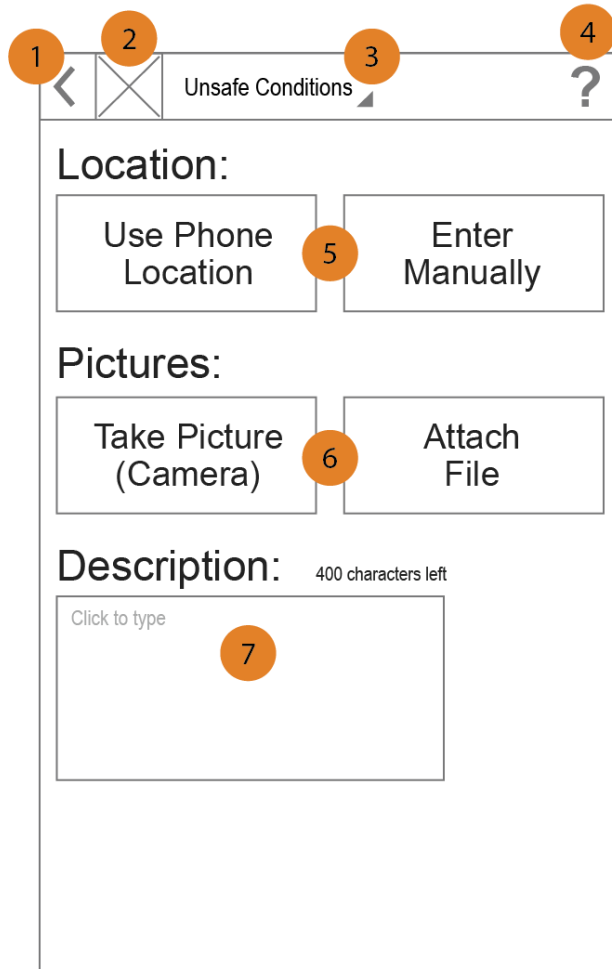 1
2
3
4
Unsafe Conditions
?
Location:
Use Phone
Location
5
Enter
Manually
Pictures:
Take Picture
(Camera)
6
Attach
File
Description:
400 characters left
Click to type
7